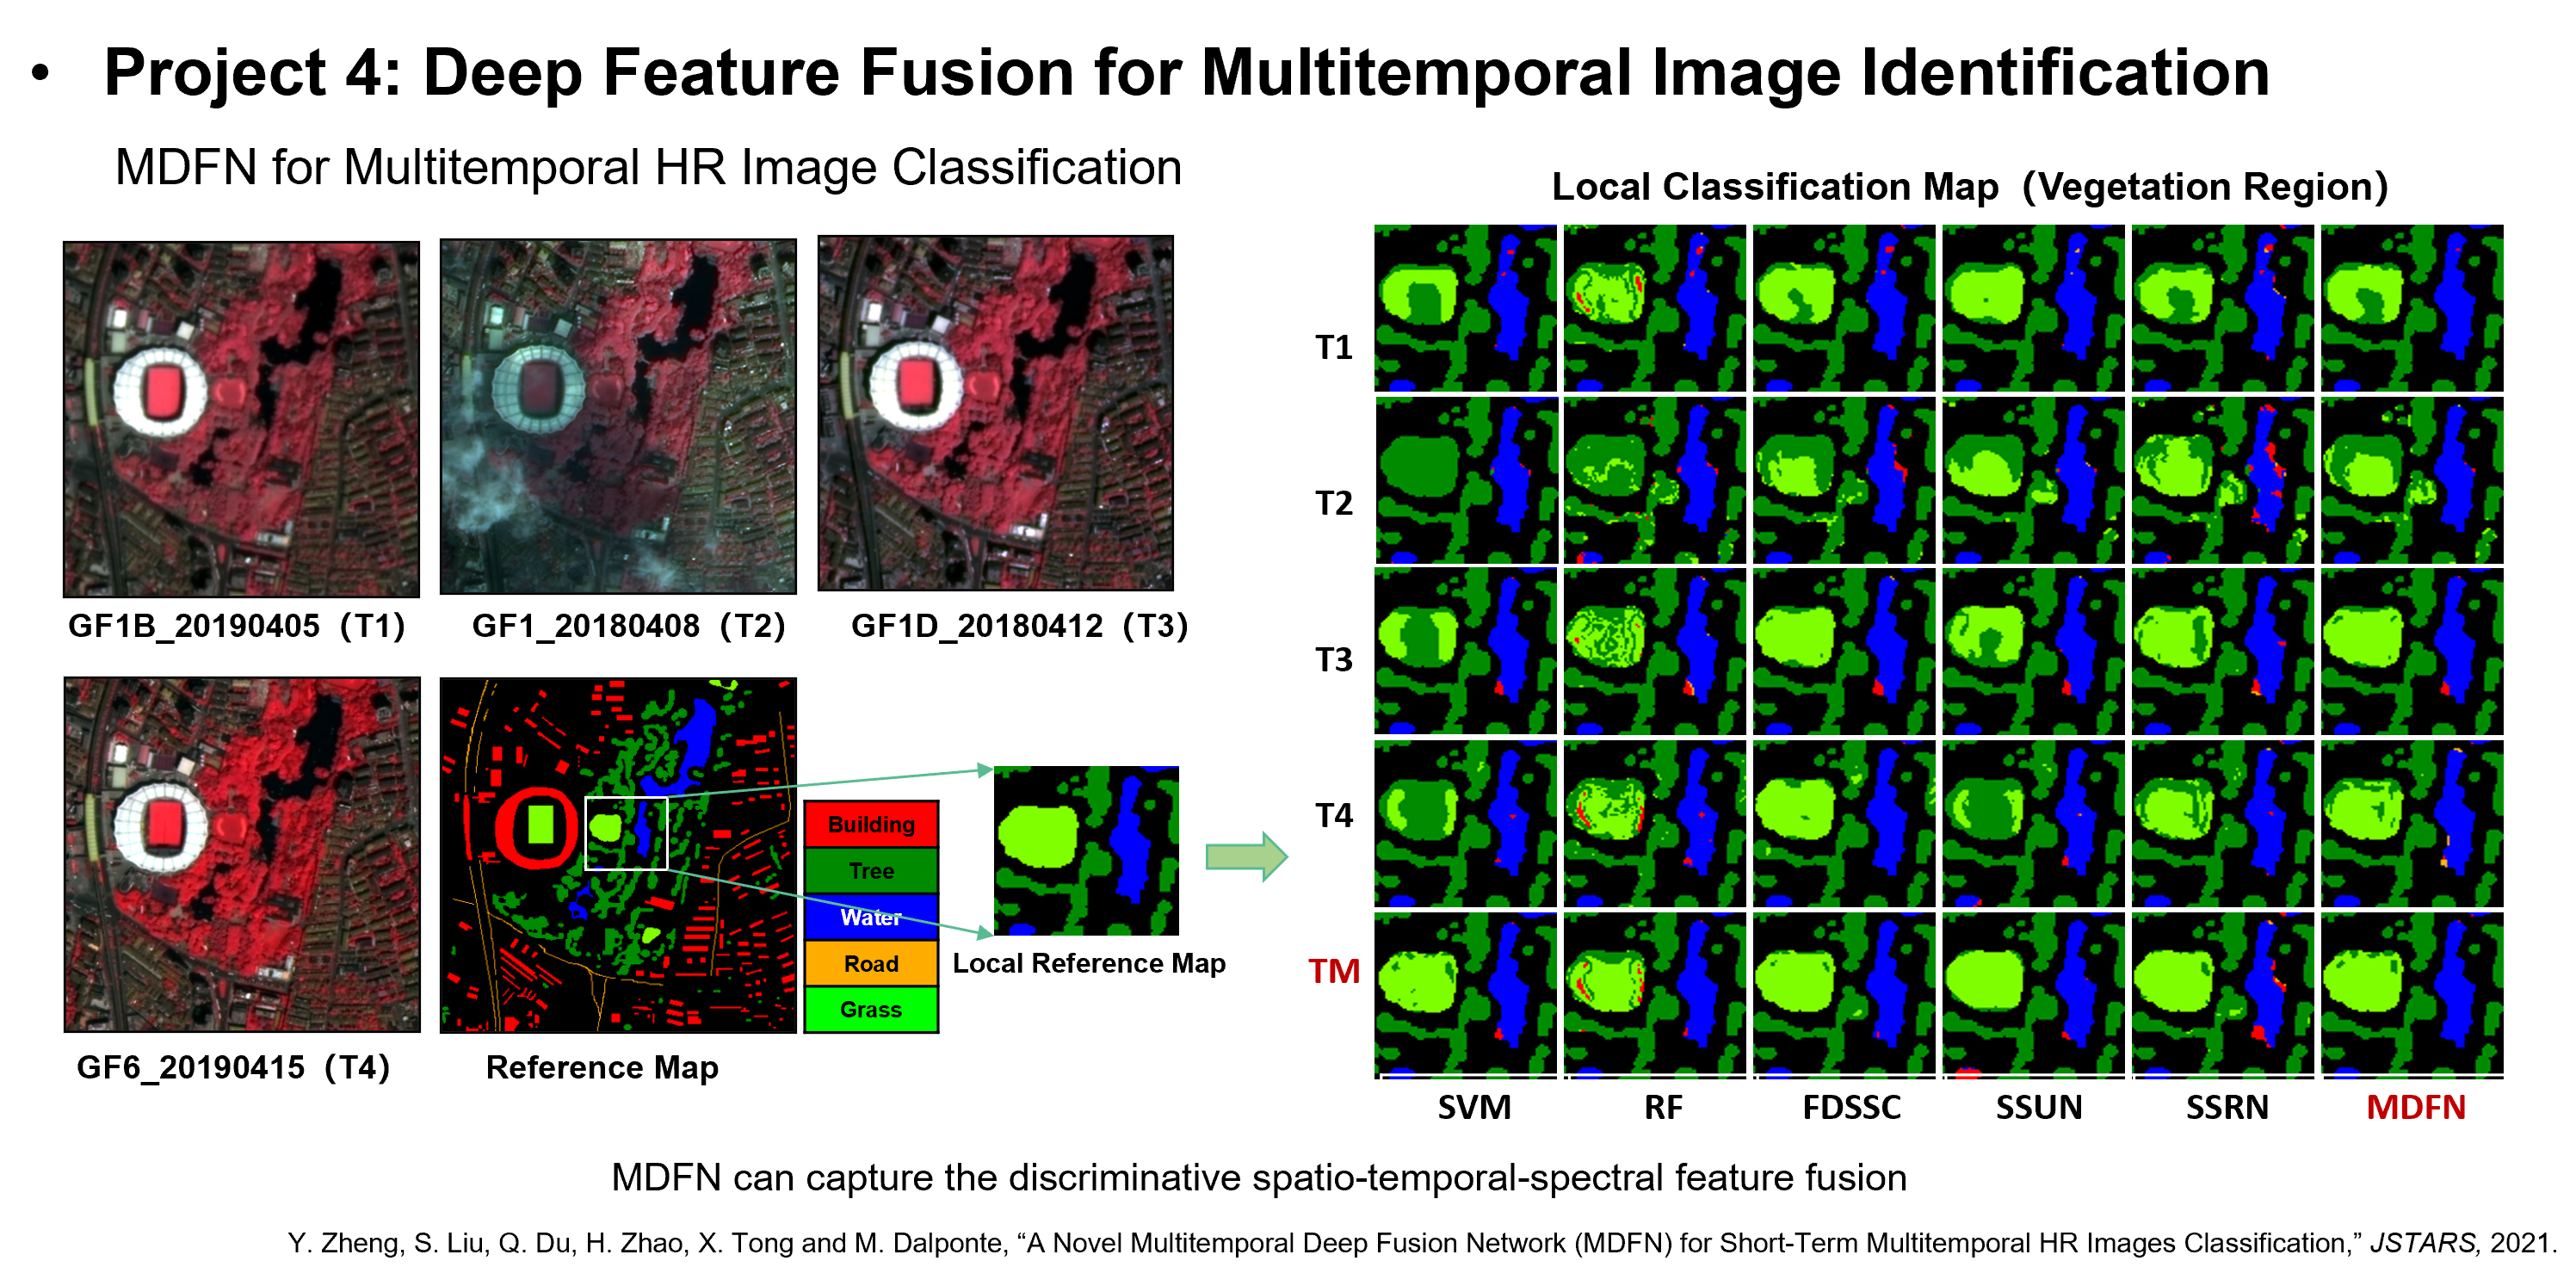 • Project 4: Deep Feature Fusion for Multitemporal Image Identification
MDFN for Multitemporal HR Image Classification
GF1B_20190405 (T1)
GF1_20180408 (T2)
GF1D_20180412 (T3)
GF6_20190415 (T4)
Reference Map
Building
Tree
Water
Road
Grass
Local Reference Map
Local Classification Map (Vegetation Region)
T1
T2
T3
T4
TM
SVM
RF
FDSSC
SSUN
SSRN
MDFN
MDFN can capture the discriminative spatio-temporal-spectral feature fusion
Y. Zheng, S. Liu, Q. Du, H. Zhao, X. Tong and M. Dalponte, “A Novel Multitemporal Deep Fusion Network (MDFN) for Short-Term Multitemporal HR Images Classification,” JSTARS, 2021.